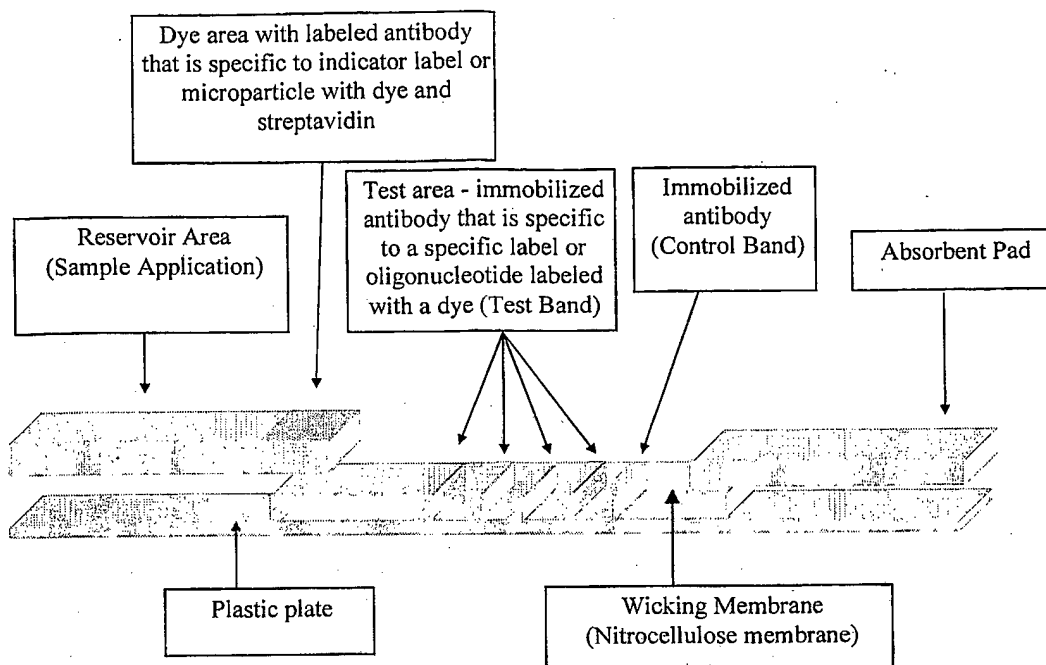 Dye area with labeled antibody
that is specific to indicator label or
microparticle with dye and
streptavidin
Reservoir Area
(Sample Application)
Test area - immobilized
antibody that is specific
to a specific label or
oligonucleotide labeled
with a dye (Test Band)
Immobilized
antibody
(Control Band)
Absorbent Pad
Plastic plate
Wicking Membrane
(Nitrocellulose membrane)